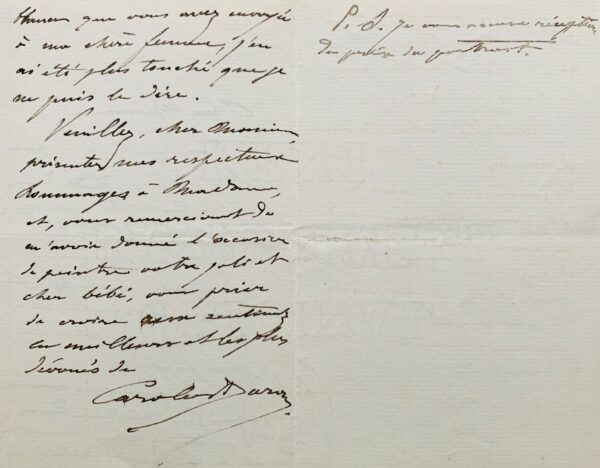 que vous avez envoyé
à ma chère femme, j'en
ai été plus touché que je
ne puis le dire.
Veuillez, cher Monsieur
présenter mes respectueux
hommages à Madame,
et, vous remerciant de
m'avoir donné l'occasion
de peindre votre joli et
cher bébé, vous prier
de croire aux sentiments
les meilleurs et les plus
dévoués de
Carolus Duran
P. S. Je vous accuse réception
du prix du portrait.